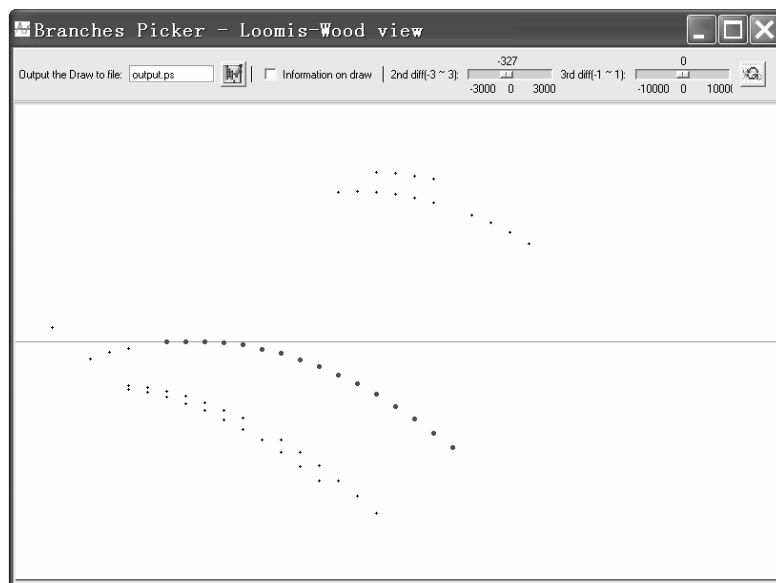 Branches Picker - Loomis-Wood view
-327
0
Output the Draw to file: output.ps Information on draw 2nd diff(-3 ~ 3): 3rd diff(-1 ~ 1):
-3000 0 3000 -10000 0 1000